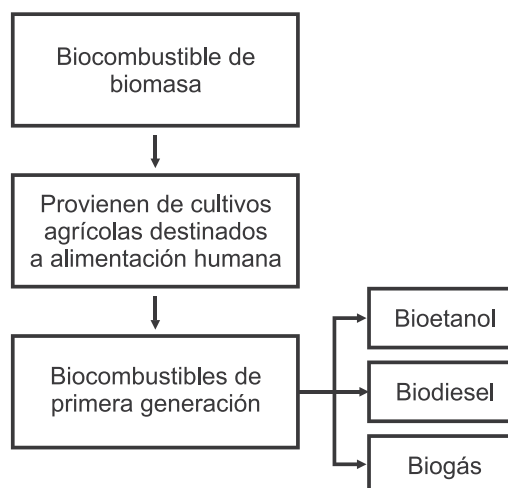 Biocombustible de
biomasa
Provienen de cultivos
agrícolas destinados
a alimentación humana
Biocombustibles de
primera generación
Bioetanol
Biodiesel
Biogás